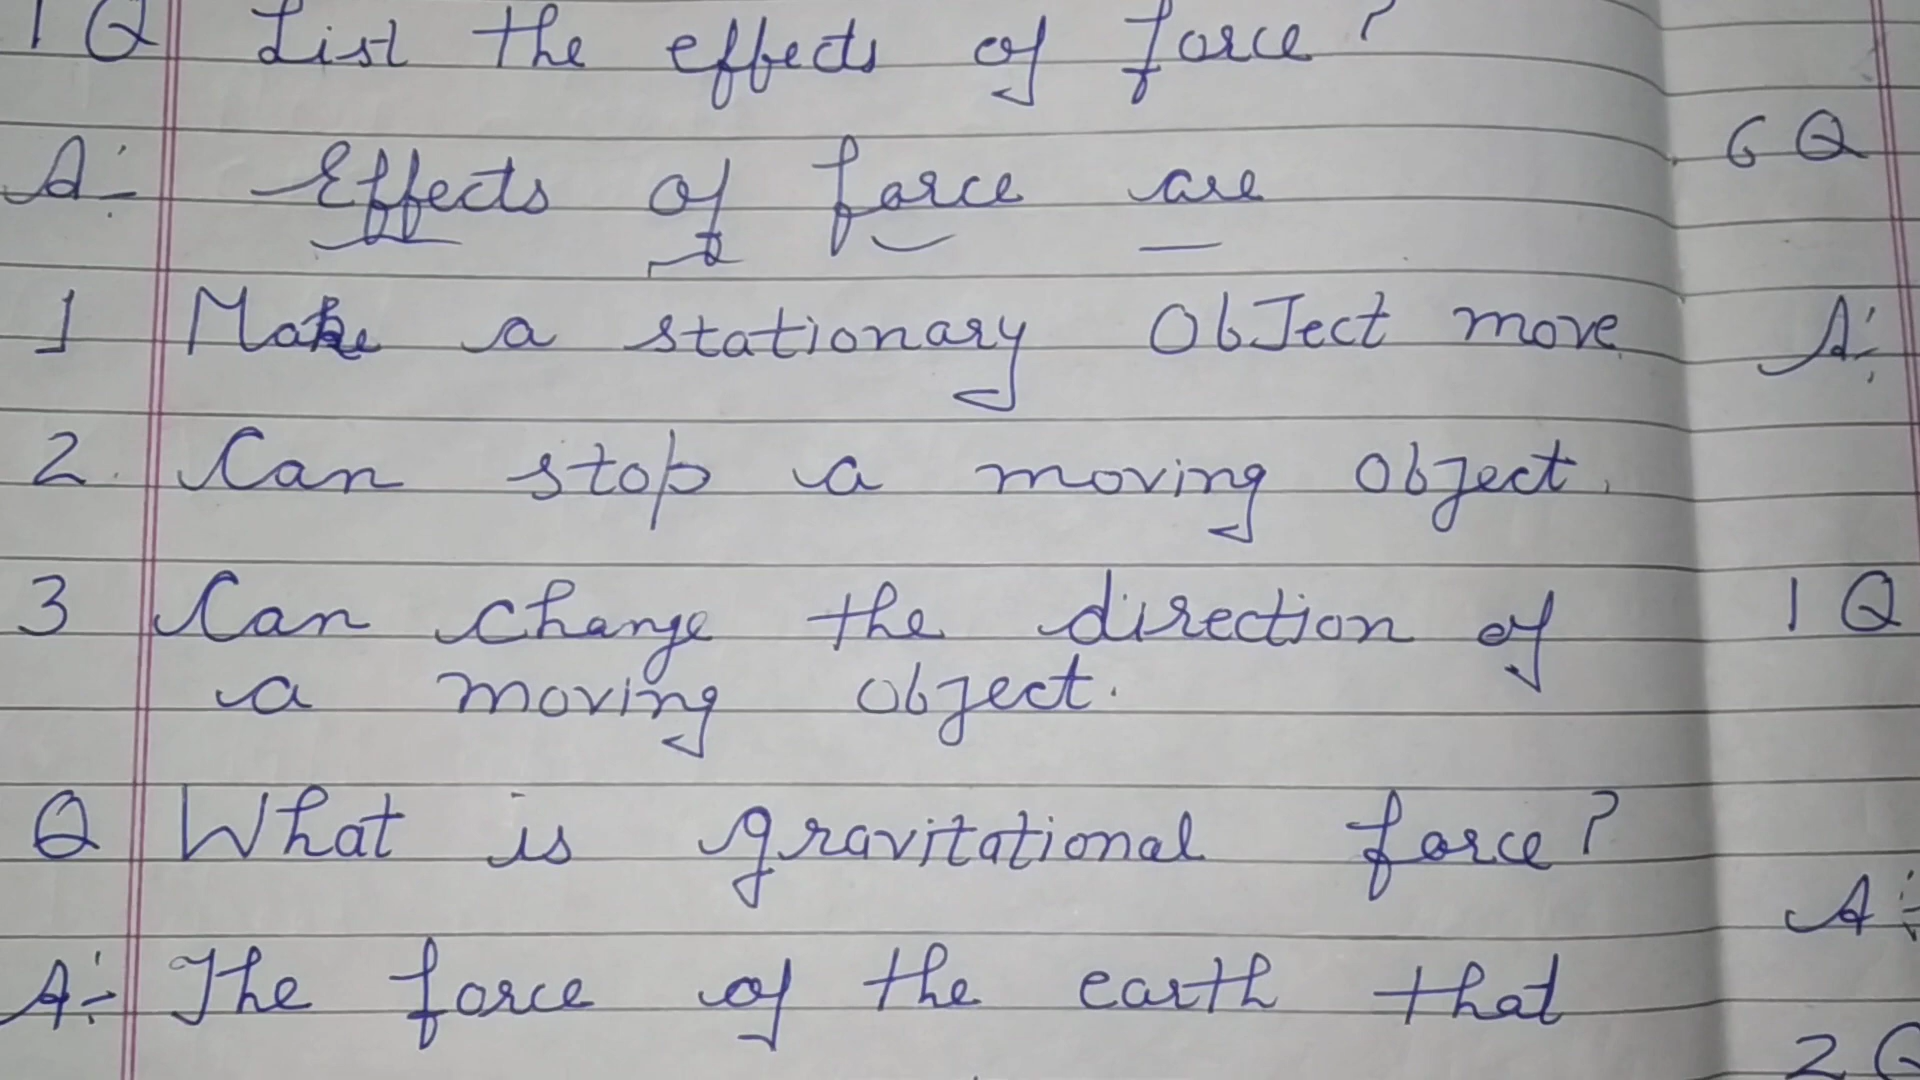 1 Q List the effects of force?
A:- Effects of force are
1 Make a stationary ObJect move
2. Can stop a moving ObJect.
3 Can change the direction of
a moving object.
Q What is gravitational force?
A:- The force of the earth that
6 Q
A:-
1 Q
A:-
2 Q